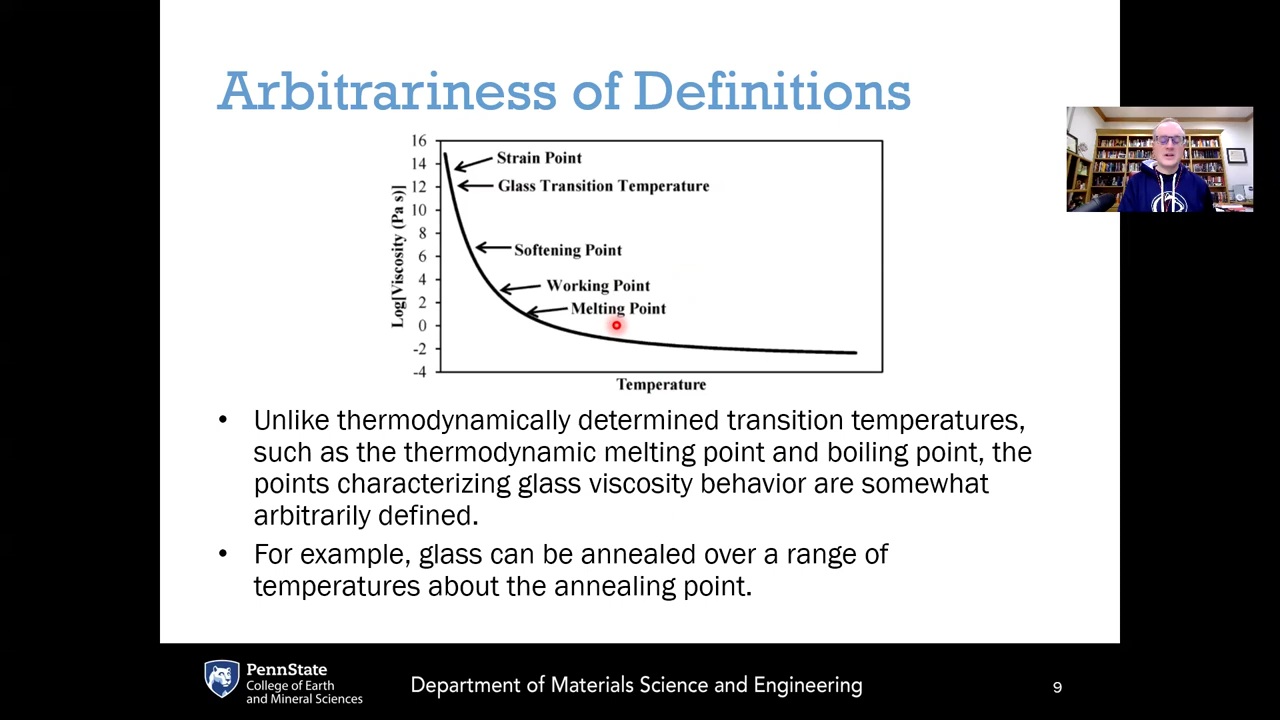 Arbitrariness of Definitions
16
14
12
10
8
6
4
2
0
-2
-4
Log[Viscosity (Pa s)]
Strain Point
Glass Transition Temperature
Softening Point
Working Point
Melting Point
Temperature
• Unlike thermodynamically determined transition temperatures,
such as the thermodynamic melting point and boiling point, the
points characterizing glass viscosity behavior are somewhat
arbitrarily defined.
• For example, glass can be annealed over a range of
temperatures about the annealing point.
PennState
College of Earth
and Mineral Sciences
Department of Materials Science and Engineering
9